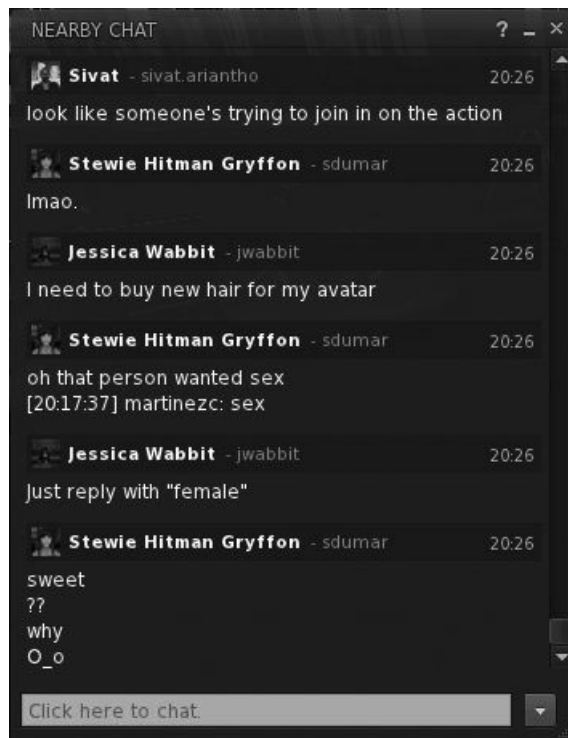 NEARBY CHAT ? _ ×
Sivat - sivat.ariantho 20:26
look like someone's trying to join in on the action
Stewie Hitman Gryffon - sdumar 20:26
lmao.
Jessica Wabbit - jwabbit 20:26
I need to buy new hair for my avatar
Stewie Hitman Gryffon - sdumar 20:26
oh that person wanted sex
[20:17:37] martinezc: sex
Jessica Wabbit - jwabbit 20:26
Just reply with "female"
Stewie Hitman Gryffon - sdumar 20:26
sweet
??
why
O_o
Click here to chat.